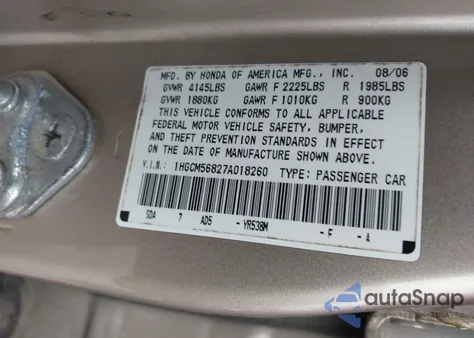 MFD. BY HONDA OF AMERICA MFG., INC. 08/06
GVWR 4145LBS GAWR F 2225LBS R 1985LBS
GVWR 1880KG GAWR F 1010KG R 900KG
THIS VEHICLE CONFORMS TO ALL APPLICABLE
FEDERAL MOTOR VEHICLE SAFETY, BUMPER,
AND THEFT PREVENTION STANDARDS IN EFFECT
ON THE DATE OF MANUFACTURE SHOWN ABOVE.
V.I.N.: 1HGCM56827A018260 TYPE: PASSENGER CAR
SDA 7 ADS - YR538M - F - A
autoSnap